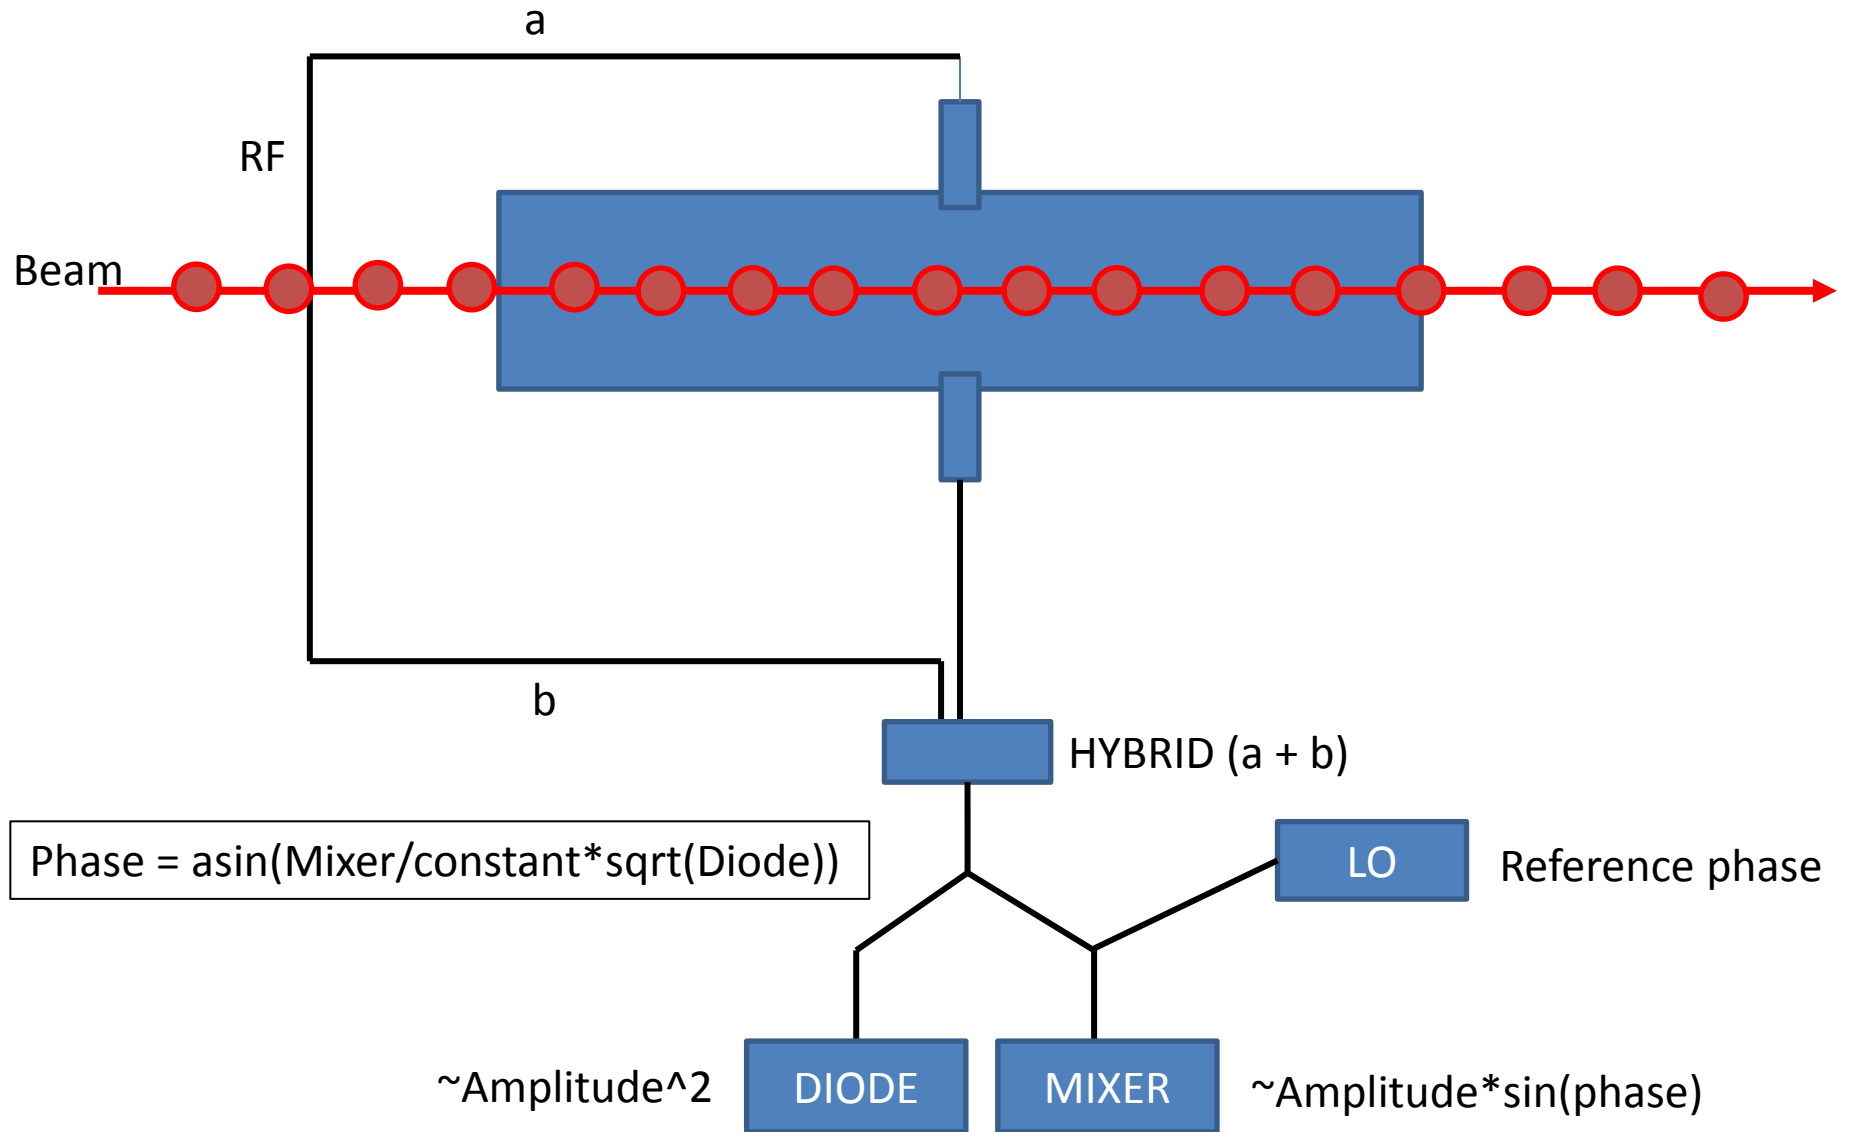 a
RF
Beam
b
HYBRID (a + b)
Phase = asin(Mixer/constant*sqrt(Diode))
LO
Reference phase
~Amplitude^2
DIODE
MIXER
~Amplitude*sin(phase)